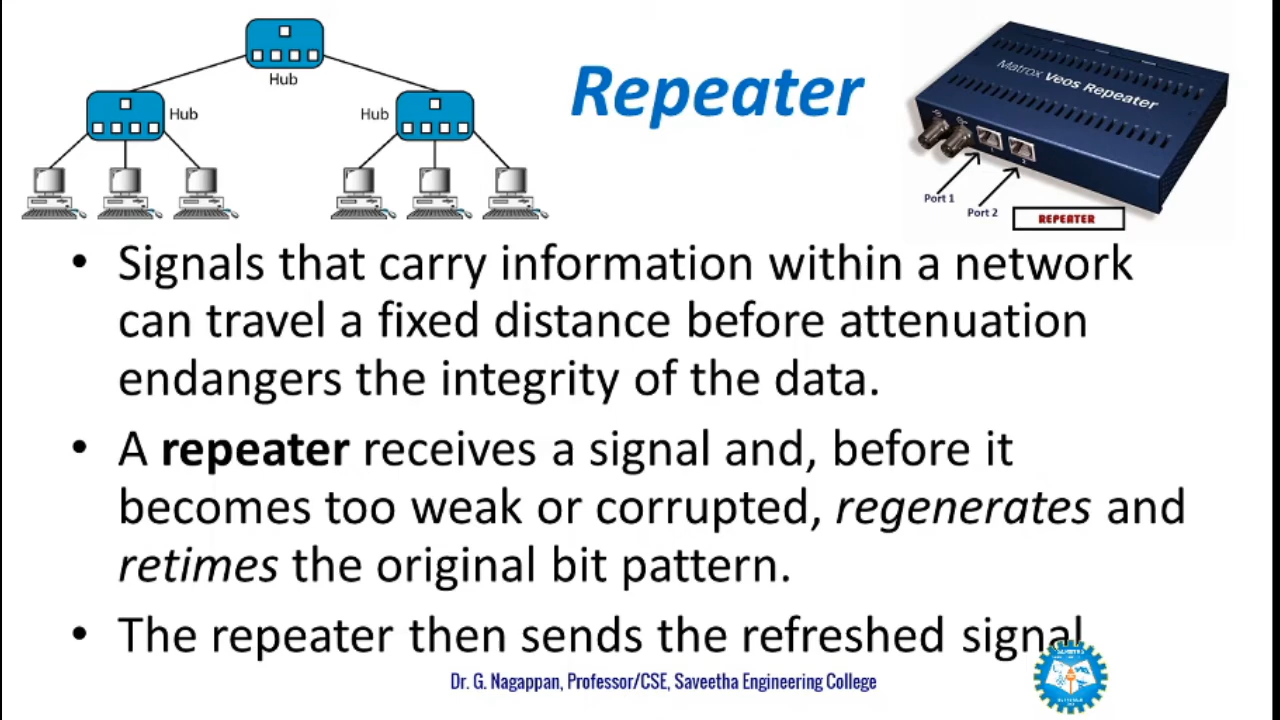 Hub
Hub
Hub
Repeater
Matrox Veos Repeater
Port 1
Port 2
REPEATER
• Signals that carry information within a network
can travel a fixed distance before attenuation
endangers the integrity of the data.
• A repeater receives a signal and, before it
becomes too weak or corrupted, regenerates and
retimes the original bit pattern.
• The repeater then sends the refreshed signal
Dr. G. Nagappan, Professor/CSE, Saveetha Engineering College